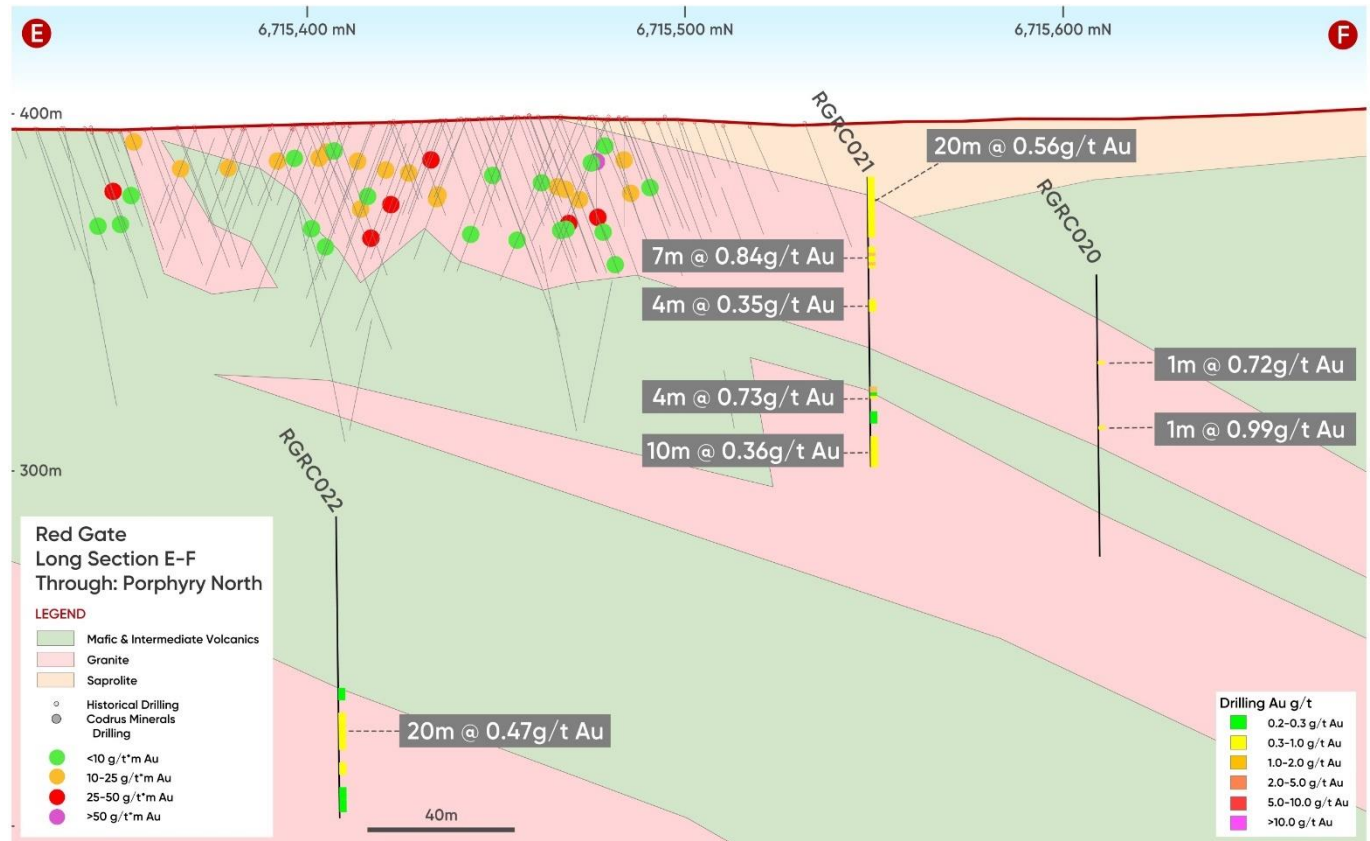 E
6,715,400 mN
6,715,500 mN
6,715,600 mN
F
400m
RGRC021
20m @ 0.56g/t Au
RGRC020
7m @ 0.84g/t Au
4m @ 0.35g/t Au
1m @ 0.72g/t Au
4m @ 0.73g/t Au
1m @ 0.99g/t Au
10m @ 0.36g/t Au
300m
RGRC022
20m @ 0.47g/t Au
40m
Red Gate
Long Section E-F
Through: Porphyry North
LEGEND
Mafic & Intermediate Volcanics
Granite
Saprolite
Historical Drilling
Codrus Minerals
Drilling
<10 g/t*m Au
10-25 g/t*m Au
25-50 g/t*m Au
>50 g/t*m Au
Drilling Au g/t
0.2-0.3 g/t Au
0.3-1.0 g/t Au
1.0-2.0 g/t Au
2.0-5.0 g/t Au
5.0-10.0 g/t Au
>10.0 g/t Au